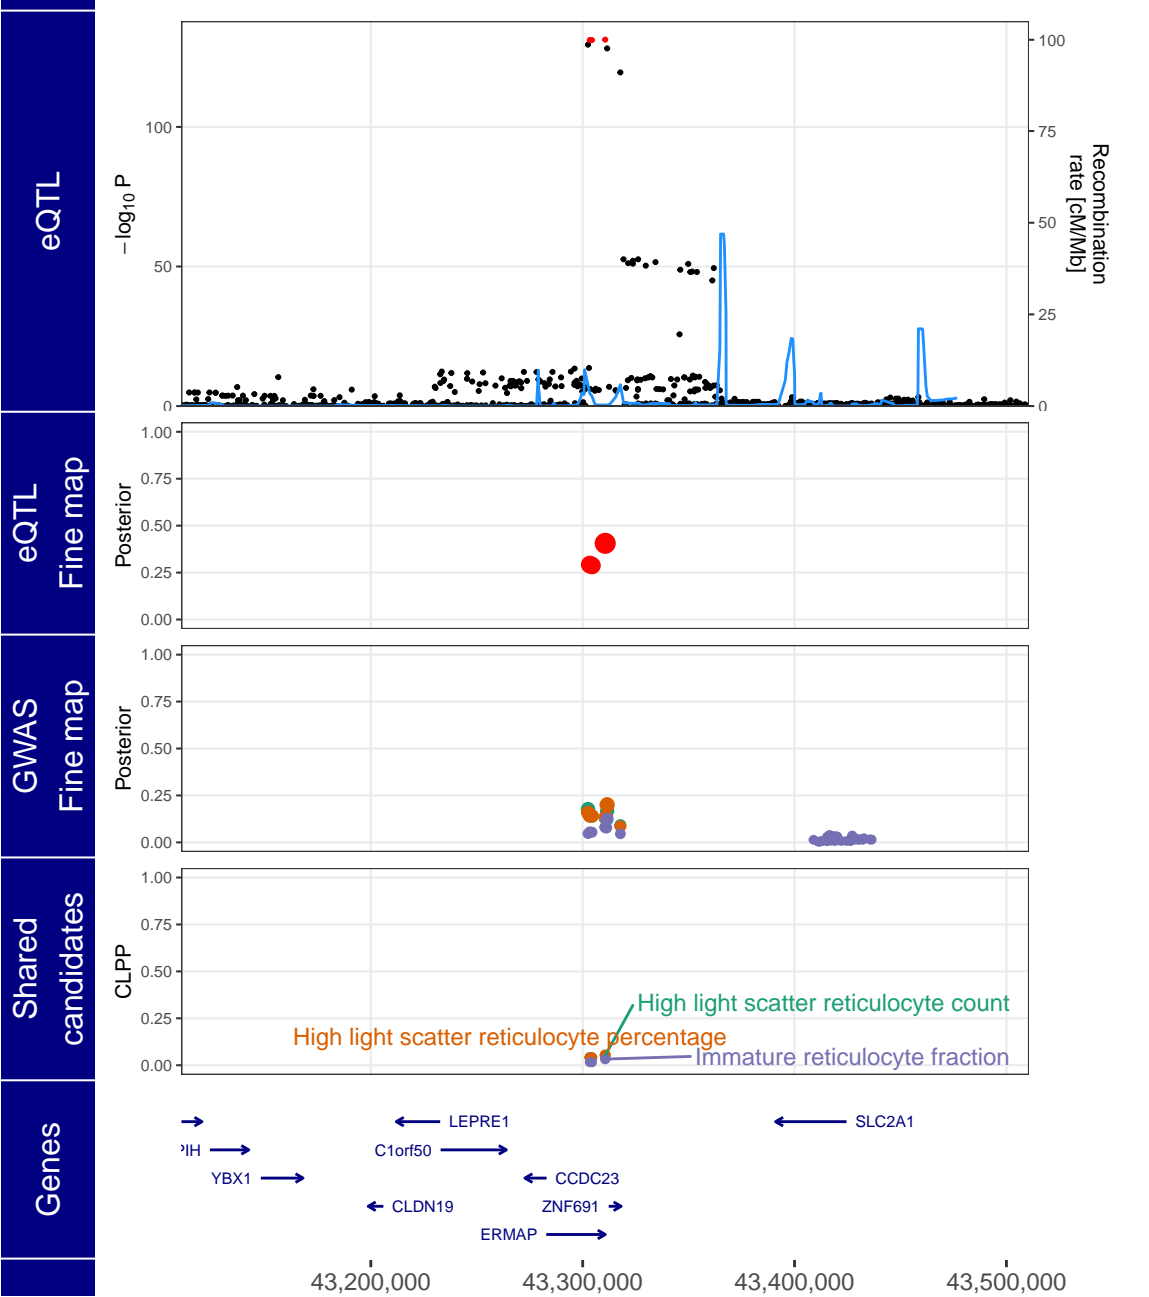 eQTL
− log10 P
100
50
0
100
75
50
25
0
Recombination
rate [cM/Mb]
eQTL
Fine map
Posterior
1.00
0.75
0.50
0.25
0.00
GWAS
Fine map
Posterior
1.00
0.75
0.50
0.25
0.00
Shared
candidates
CLPP
1.00
0.75
0.50
0.25
0.00
High light scatter reticulocyte count
High light scatter reticulocyte percentage
Immature reticulocyte fraction
Genes
LEPRE1
SLC2A1
PIH
C1orf50
YBX1
CCDC23
CLDN19
ZNF691
ERMAP
43,200,000
43,300,000
43,400,000
43,500,000